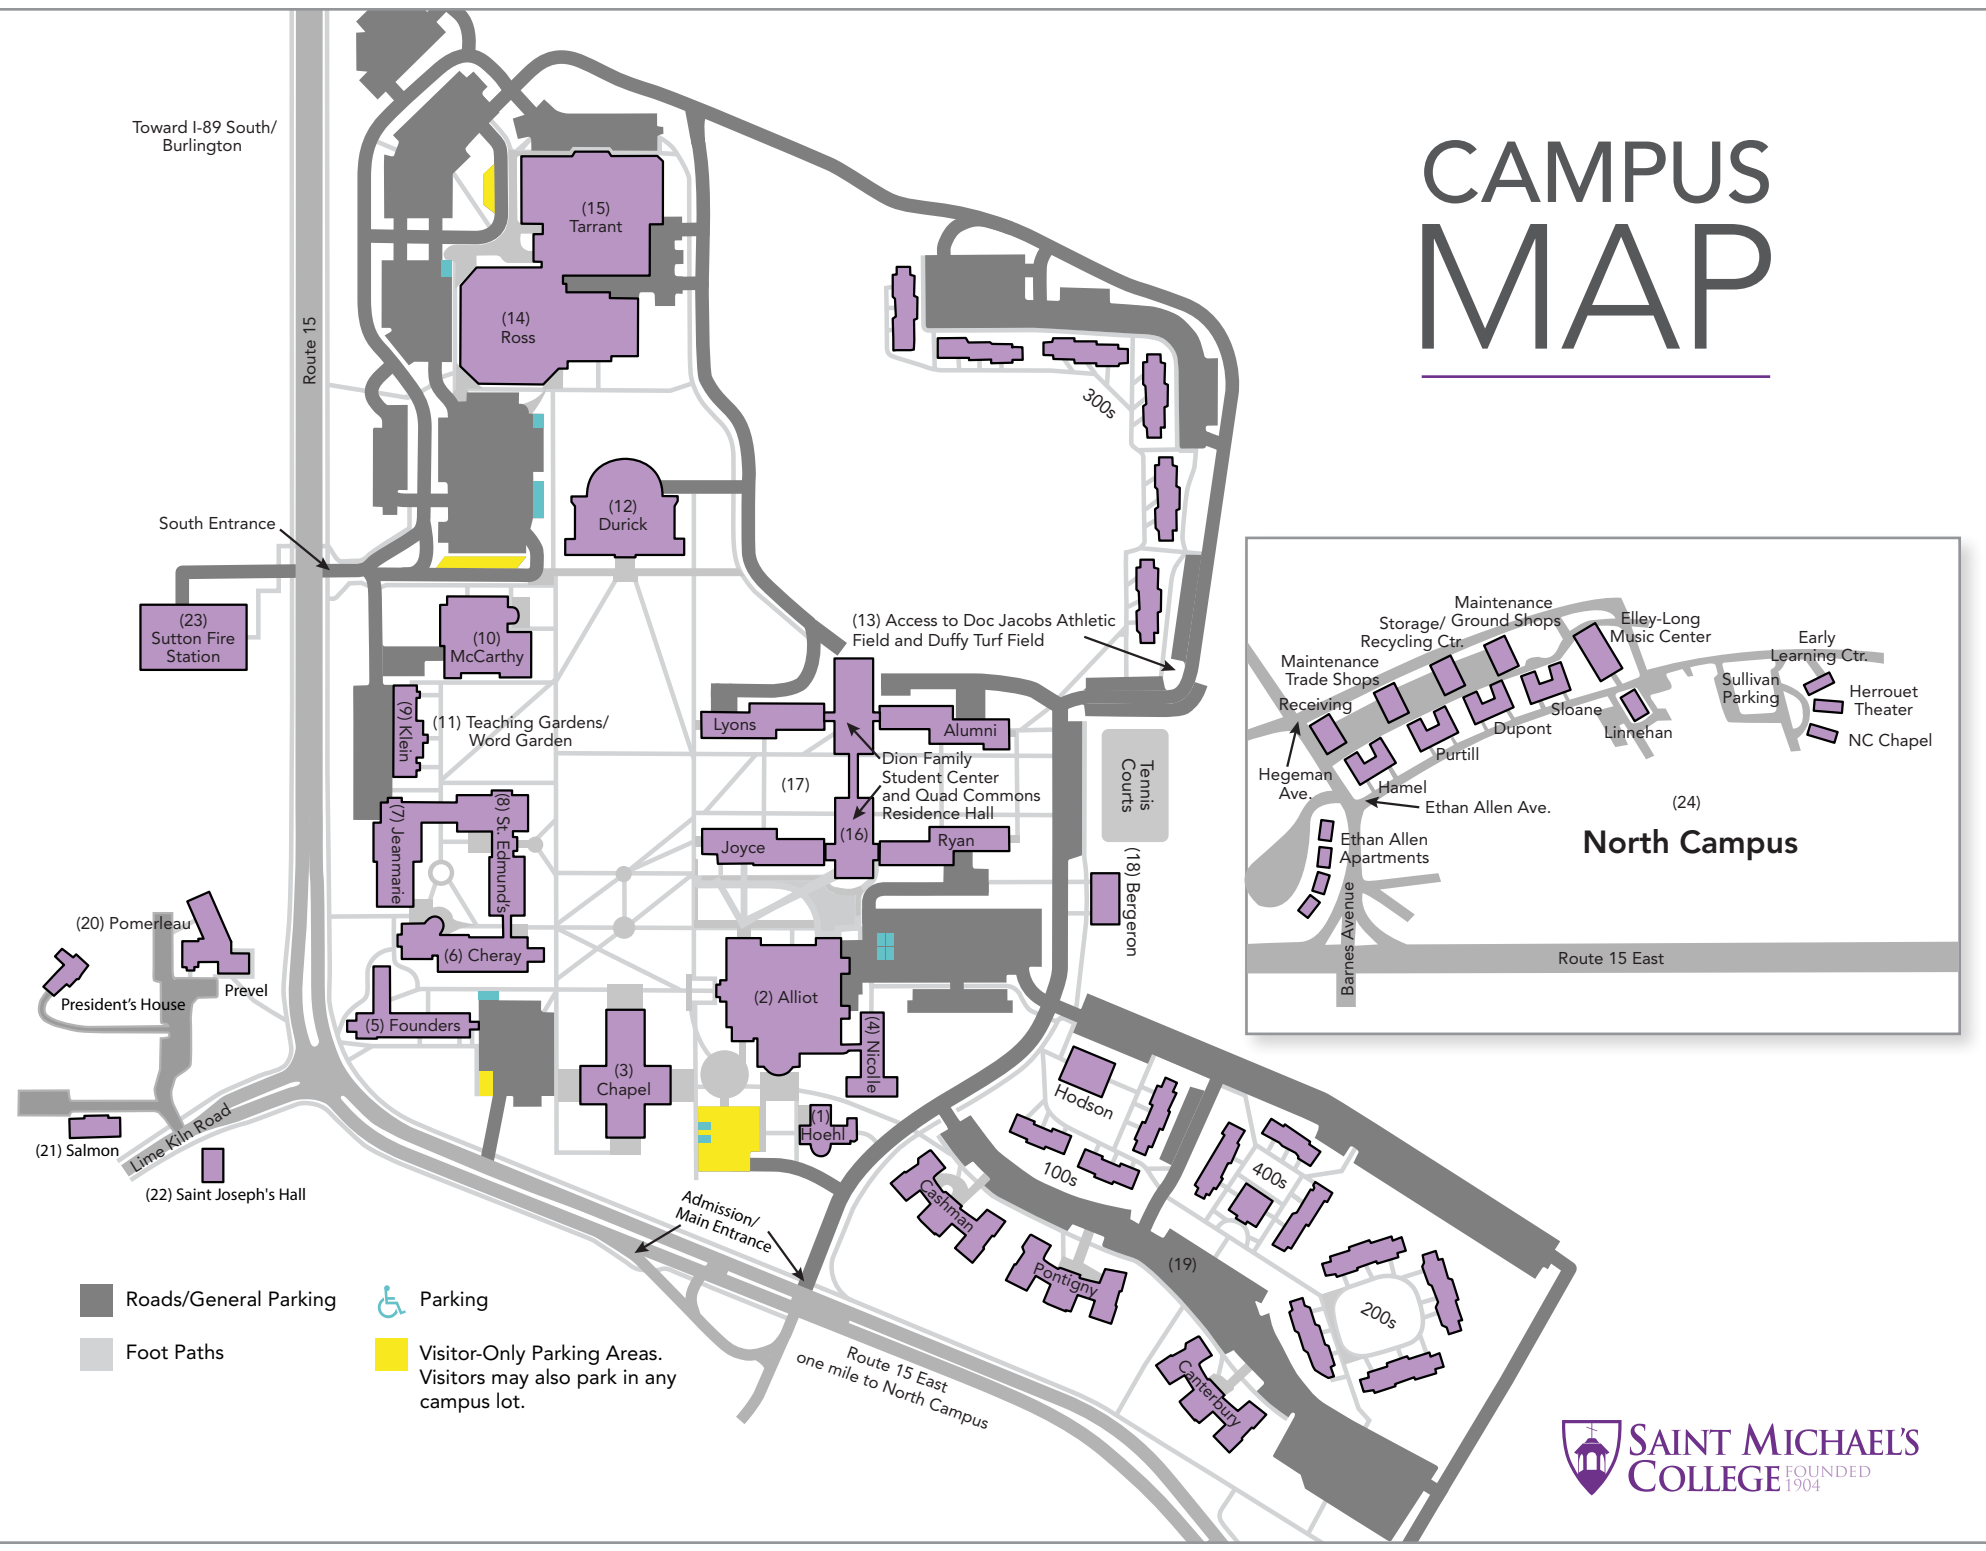 CAMPUS
MAP
Toward I-89 South/
Burlington
Route 15
(15)
Tarrant
(14)
Ross
300s
(12)
Durick
South Entrance
(23)
Sutton Fire
Station
(10)
McCarthy
(13) Access to Doc Jacobs Athletic
Field and Duffy Turf Field
(9) Klein
(11) Teaching Gardens/
Word Garden
Lyons
Alumni
Dion Family
Student Center
and Quad Commons
Residence Hall
(17)
(16)
Tennis
Courts
(7) Jeanmarie
(8) St. Edmund's
Joyce
Ryan
(18) Bergeron
(20) Pomerleau
Prevel
President's House
(6) Cheray
(5) Founders
(2) Alliot
(4) Nicolle
(3)
Chapel
(1)
Hoehl
(21) Salmon
Lime Kiln Road
(22) Saint Joseph's Hall
Hodson
100s
400s
Cashman
Pontigny
(19)
200s
Canterbury
Admission/
Main Entrance
Route 15 East
one mile to North Campus
Maintenance
Ground Shops
Storage/
Recycling Ctr.
Elley-Long
Music Center
Maintenance
Trade Shops
Early
Learning Ctr.
Receiving
Sullivan
Parking
Herrouet
Theater
NC Chapel
Sloane
Dupont
Linnehan
Purtill
Hamel
Hegeman
Ave.
Ethan Allen Ave.
(24)
North Campus
Ethan Allen
Apartments
Barnes Avenue
Route 15 East
Roads/General Parking
Parking
Foot Paths
Visitor-Only Parking Areas.
Visitors may also park in any
campus lot.
SAINT MICHAEL'S
COLLEGE FOUNDED
1904